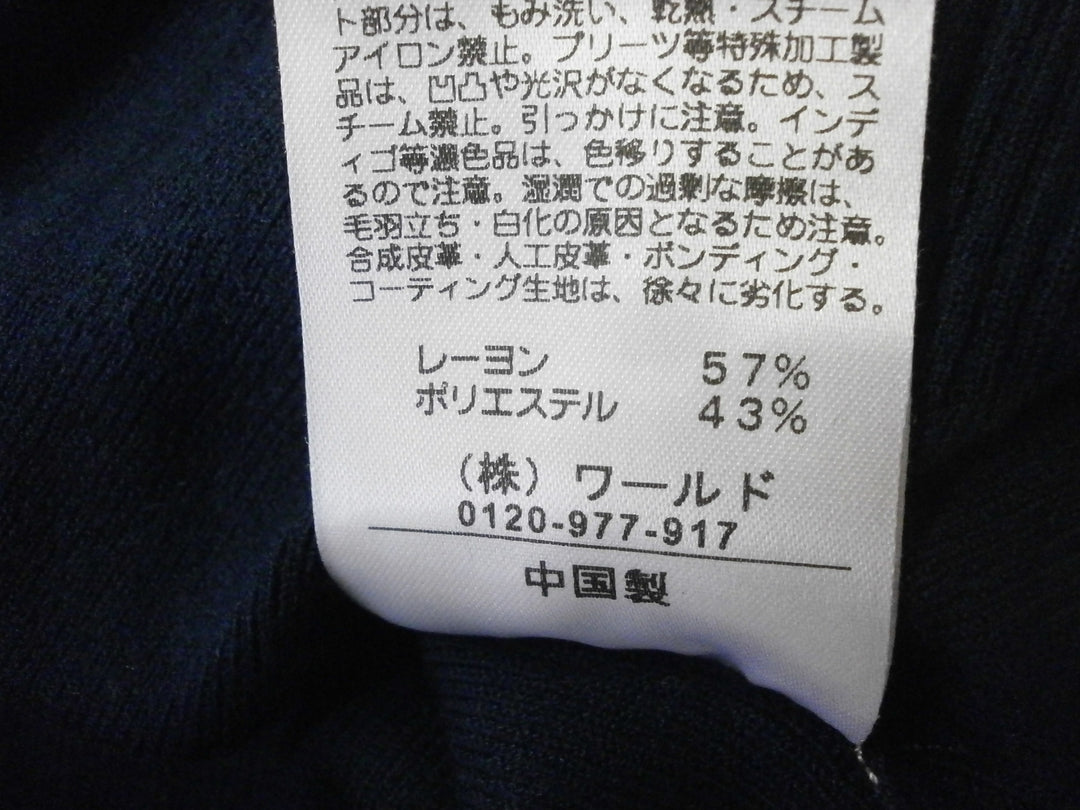 ト部分は、もみ洗い、乾熱・スチーム
アイロン禁止。プリーツ等特殊加工製
品は、凹凸や光沢がなくなるため、ス
チーム禁止。引っかけに注意。インデ
ィゴ等濃色品は、色移りすることがあ
るので注意。湿潤での過剰な摩擦は、
毛羽立ち・白化の原因となるため注意。
合成皮革・人工皮革・ボンディング・
コーティング生地は、徐々に劣化する。
レーヨン 57%
ポリエステル 43%
(株) ワールド
0120-977-917
中国製